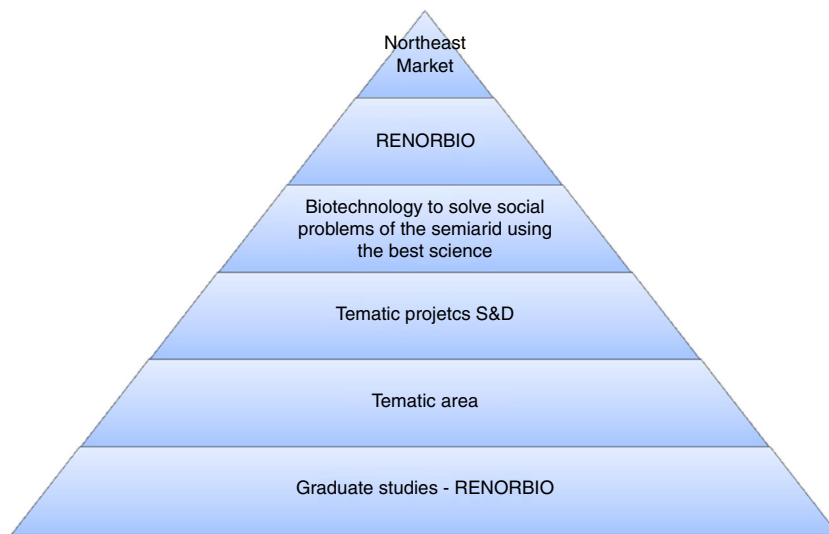 Northeast
Market
RENORBIO
Biotechnology to solve social
problems of the semiarid using
the best science
Tematic projetcs S&D
Tematic area
Graduate studies - RENORBIO